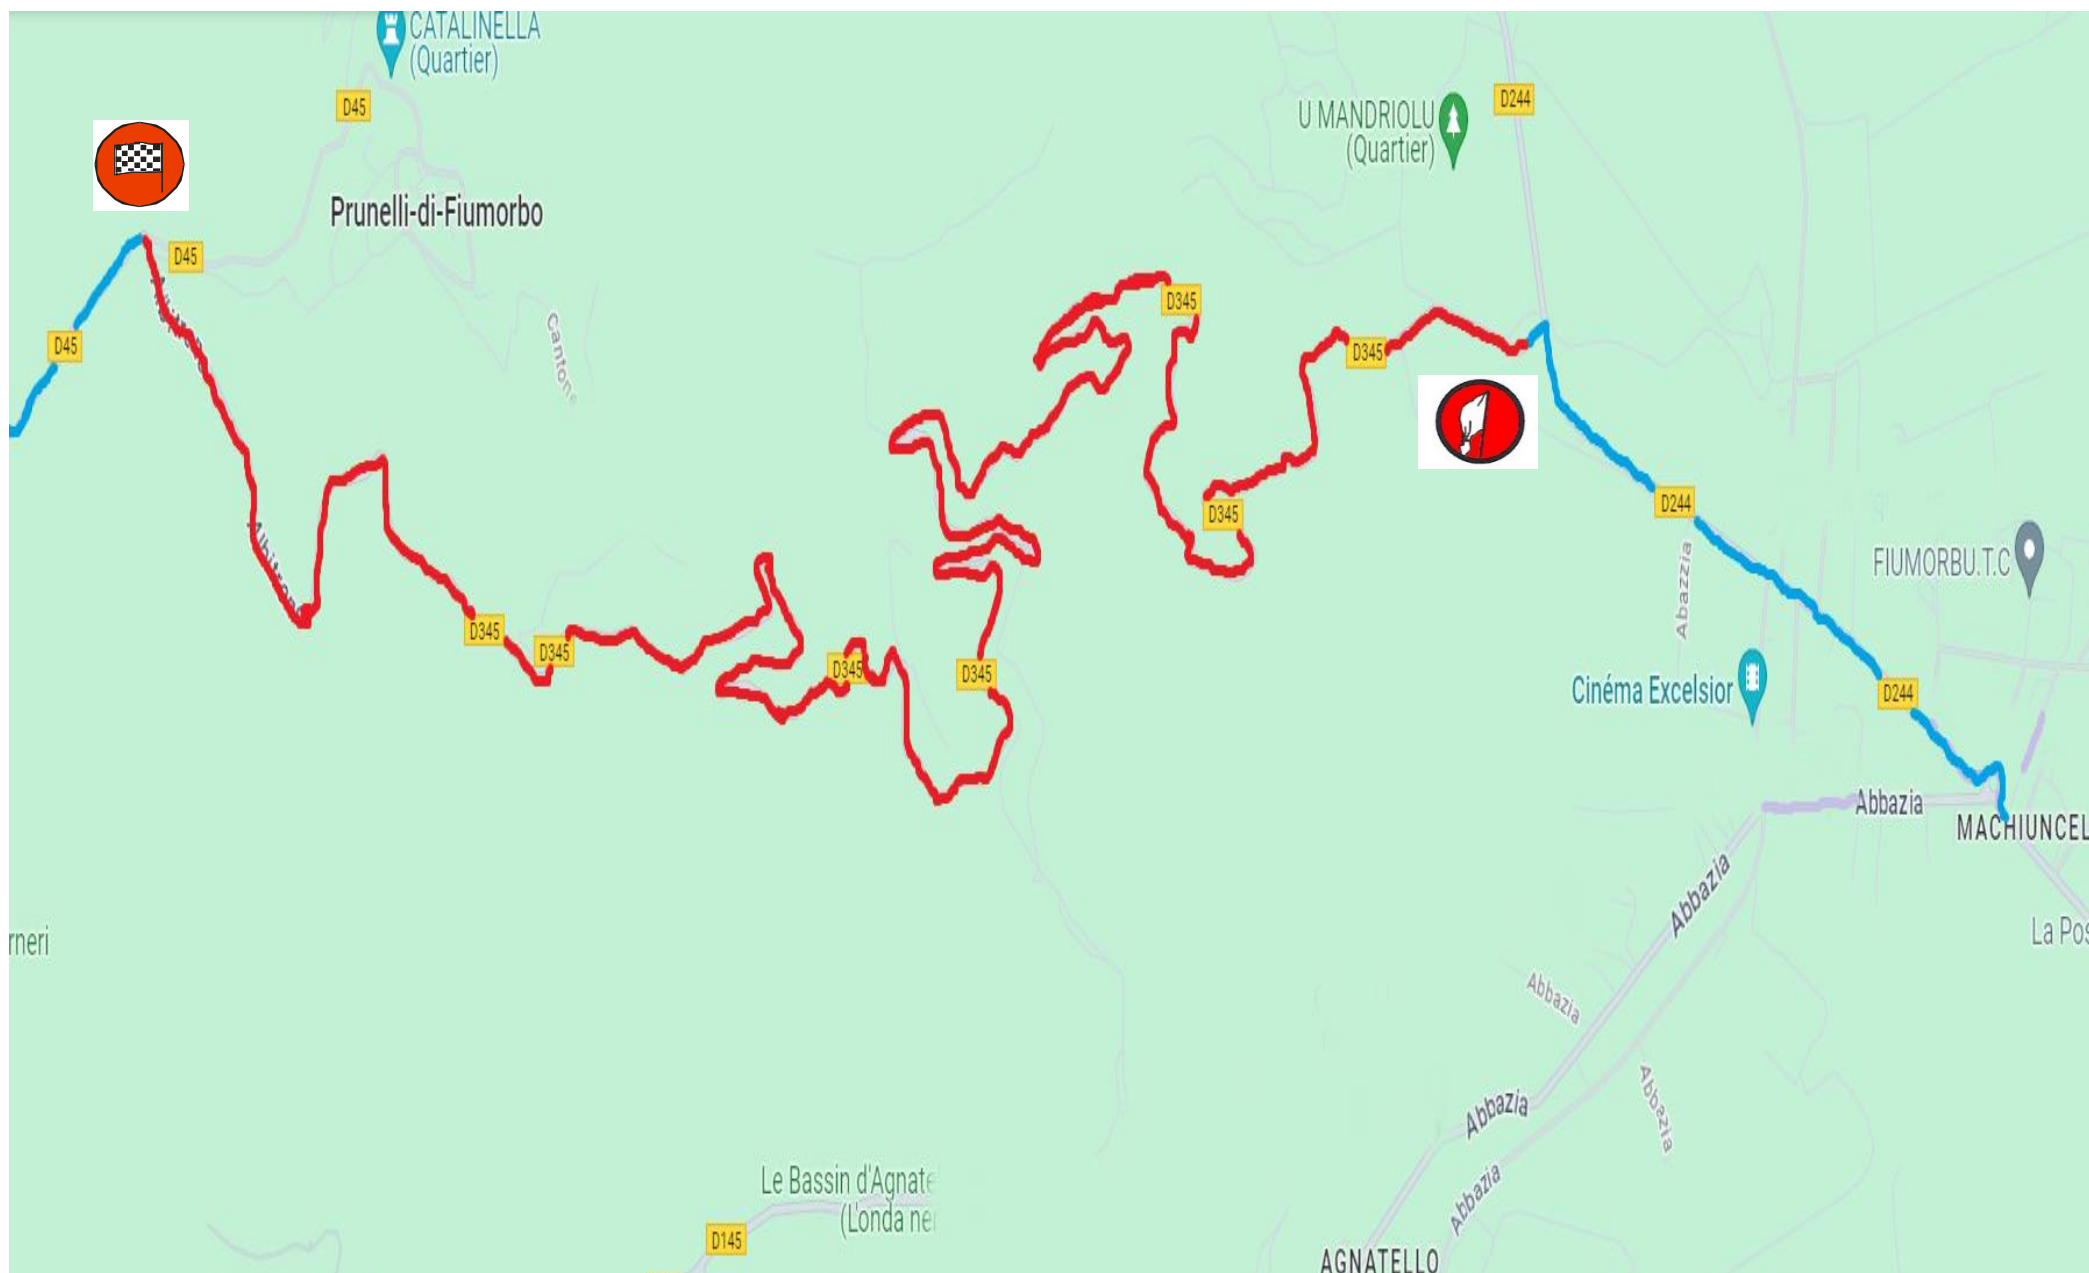 CATALINELLA
(Quartier)
D45
D244
U MANDRIOLU
(Quartier)
Prunelli-di-Fiumorbo
D45
D345
Cantone
D45
D345
D244
D345
Abazzia
FIUMORBU.T.C
D345
D345
D345
D345
Cinéma Excelsior
D244
Abbazia
MACHIUNCEL
Abbazia
La Pos
rneri
Abbazia
Abbazia
Abbazia
Le Bassin d'Agnate
(L'onda ne
Abbazia
D145
AGNATELLO